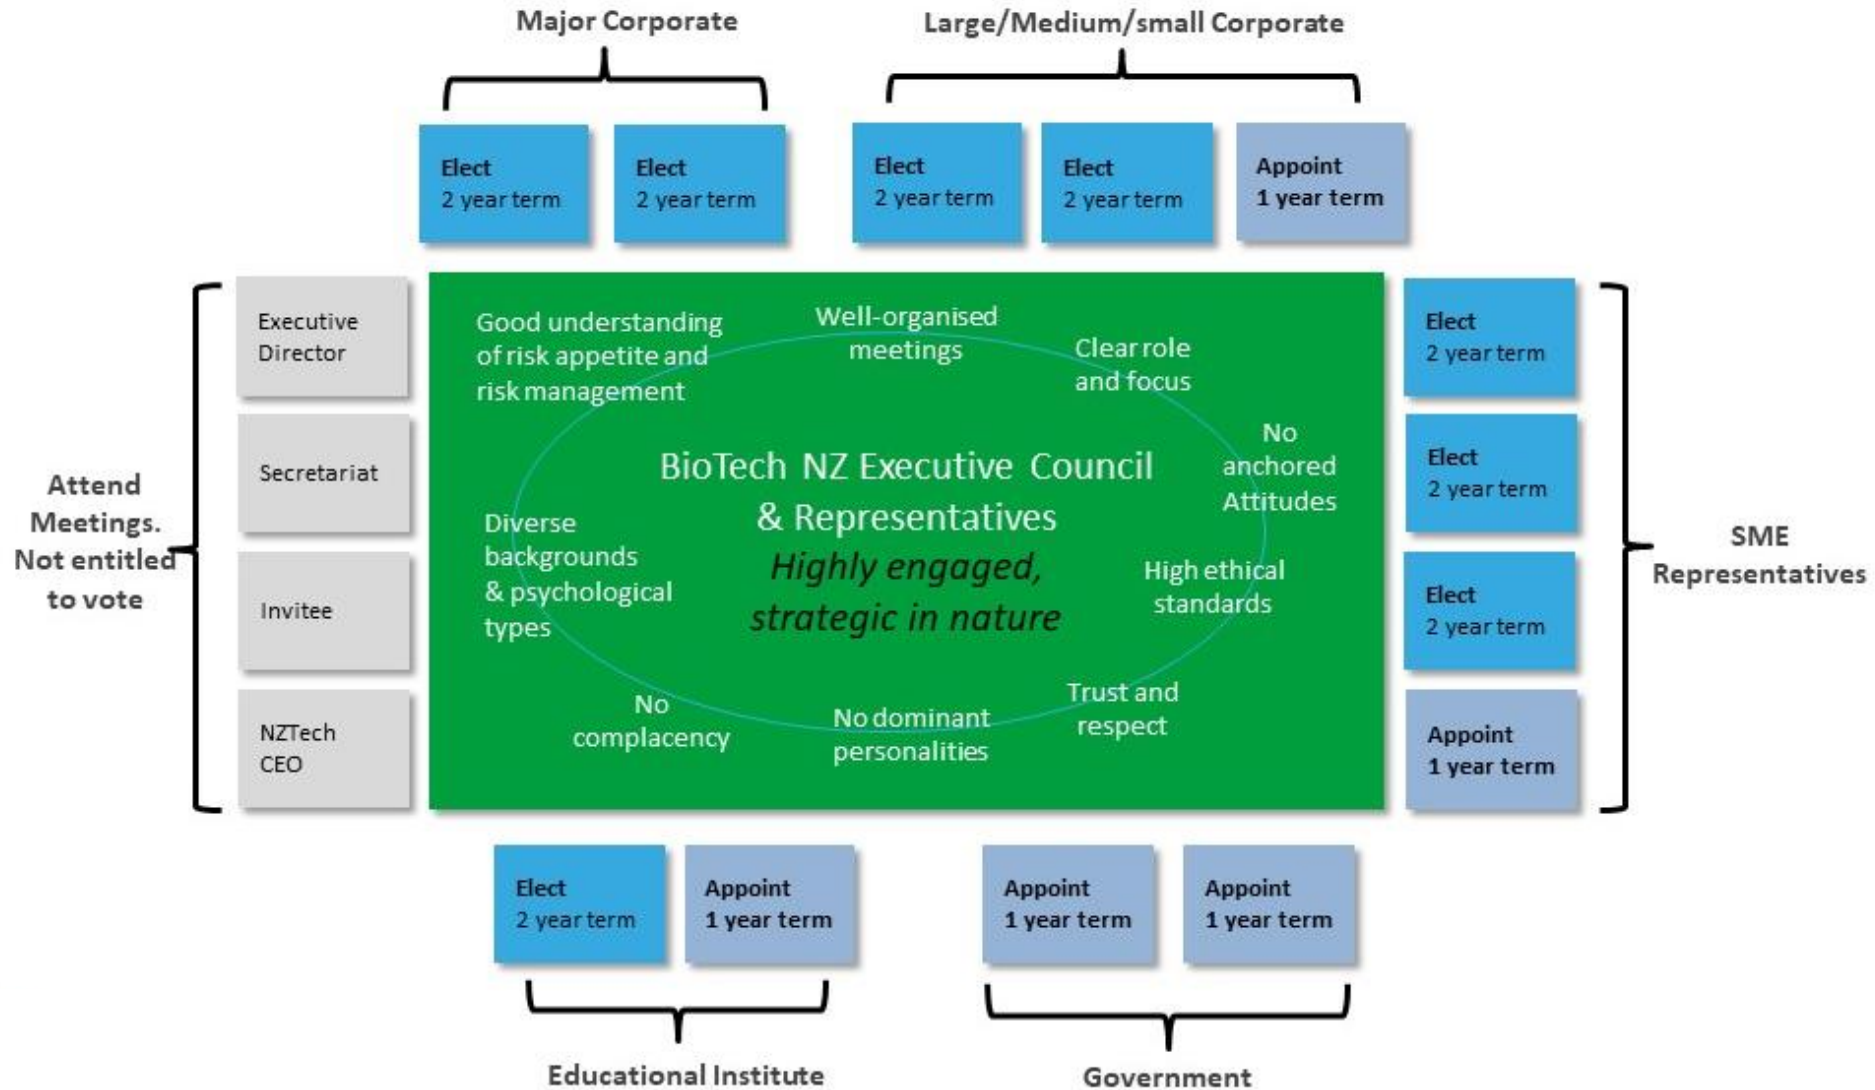 Major Corporate
Large/Medium/small Corporate
Elect
2 year term
Elect
2 year term
Elect
2 year term
Elect
2 year term
Appoint
1 year term
Attend
Meetings.
Not entitled
to vote
Executive
Director
Secretariat
Invitee
NZTech
CEO
Good understanding
of risk appetite and
risk management
Well-organised
meetings
Clear role
and focus
No
anchored
Attitudes
BioTech NZ Executive Council
& Representatives
Highly engaged,
strategic in nature
Diverse
backgrounds
& psychological
types
High ethical
standards
No
complacency
No dominant
personalities
Trust and
respect
Elect
2 year term
Elect
2 year term
Elect
2 year term
Appoint
1 year term
SME
Representatives
Elect
2 year term
Appoint
1 year term
Appoint
1 year term
Appoint
1 year term
Educational Institute
Government